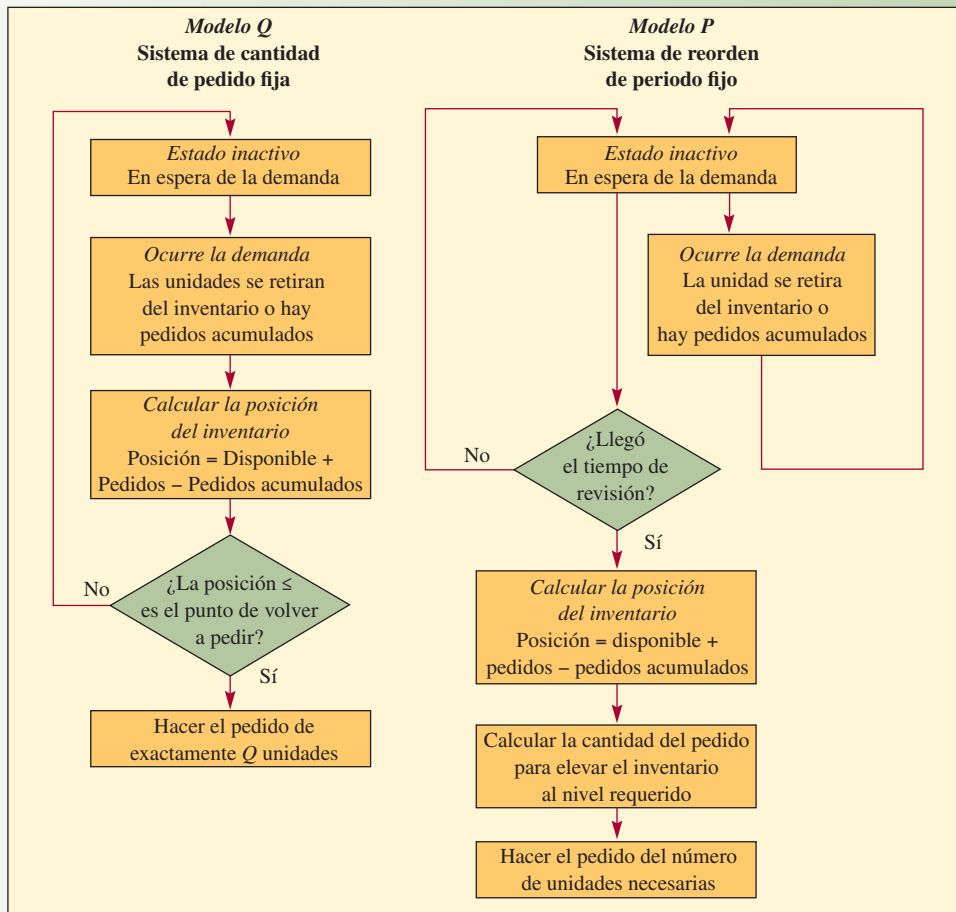 Modelo Q
Sistema de cantidad
de pedido fija
Estado inactivo
En espera de la demanda
Ocurre la demanda
Las unidades se retiran
del inventario o hay
pedidos acumulados
Calcular la posición
del inventario
Posición = Disponible +
Pedidos − Pedidos acumulados
No
¿La posición ≤
es el punto de volver
a pedir?
Sí
Hacer el pedido de
exactamente Q unidades
Modelo P
Sistema de reorden
de periodo fijo
Estado inactivo
En espera de la demanda
Ocurre la demanda
La unidad se retira
del inventario o
hay pedidos acumulados
No
¿Llegó
el tiempo de
revisión?
Sí
Calcular la posición
del inventario
Posición = disponible +
pedidos − pedidos acumulados
Calcular la cantidad del pedido
para elevar el inventario
al nivel requerido
Hacer el pedido del número
de unidades necesarias